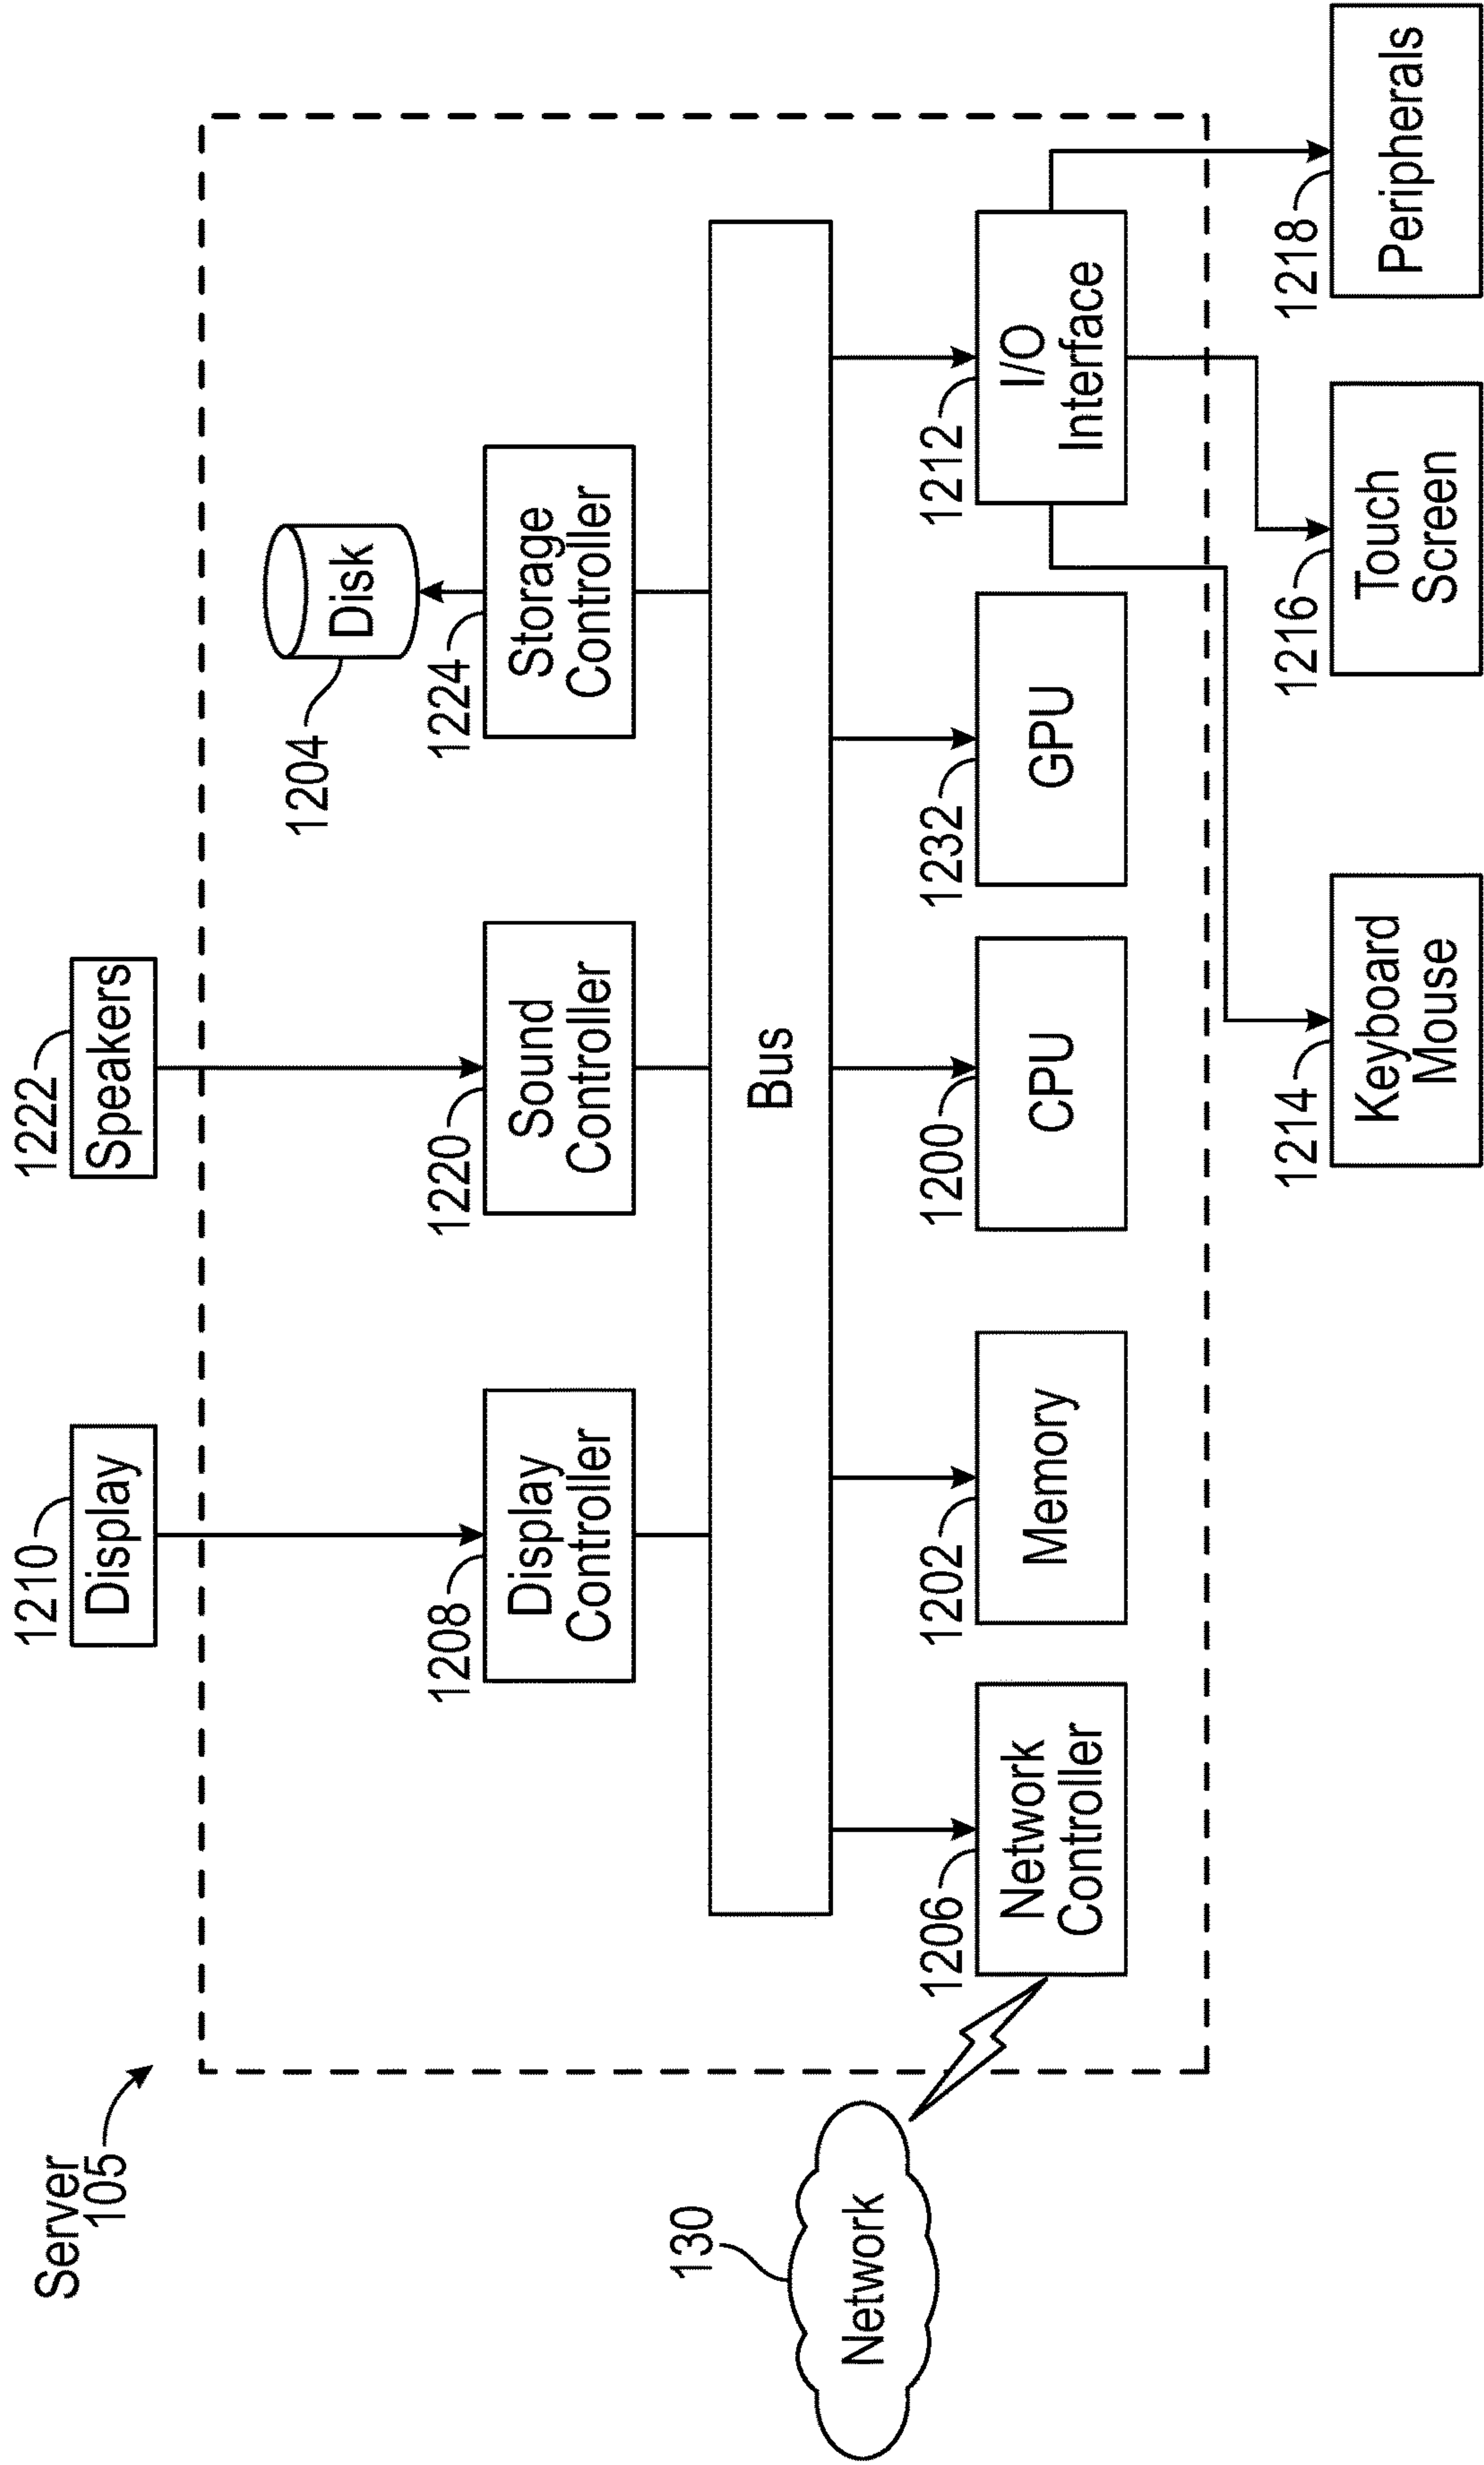 Server
105
1210
Display
1222
Speakers
1204
Disk
1208
Display
Controller
1220
Sound
Controller
1224
Storage
Controller
Bus
130
Network
1206
Network
Controller
1202
Memory
1200
CPU
1232
GPU
1212
I/O
Interface
1214
Keyboard
Mouse
1216
Touch
Screen
1218
Peripherals